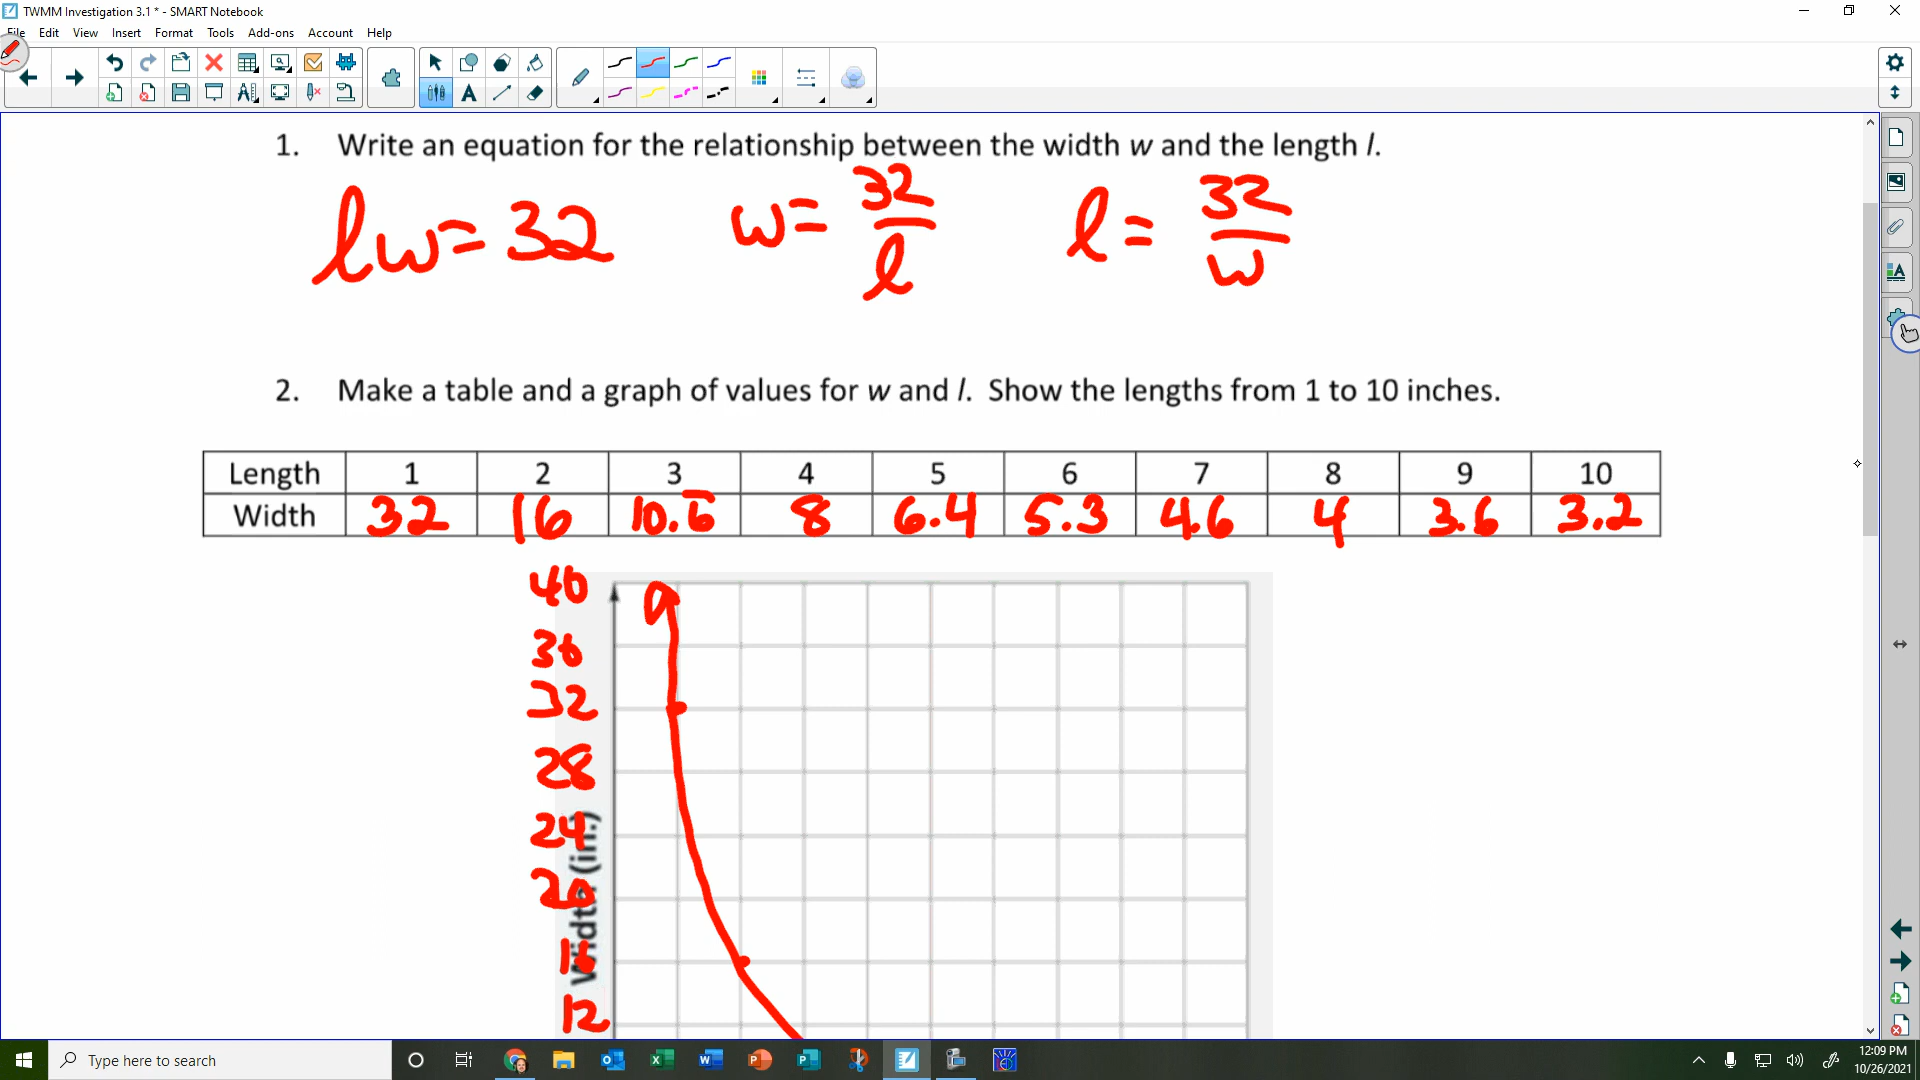 TWMM Investigation 3.1 * - SMART Notebook
File Edit View Insert Format Tools Add-ons Account Help
1. Write an equation for the relationship between the width w and the length l.
lw = 32 w = 32/l l = 32/w
2. Make a table and a graph of values for w and l. Show the lengths from 1 to 10 inches.
Length 1 2 3 4 5 6 7 8 9 10
Width 32 16 10.6̅ 8 6.4 5.3 4.6 4 3.6 3.2
40
36
32
28
24
20
16
12
Width (in.)
Type here to search
12:09 PM
10/26/2021